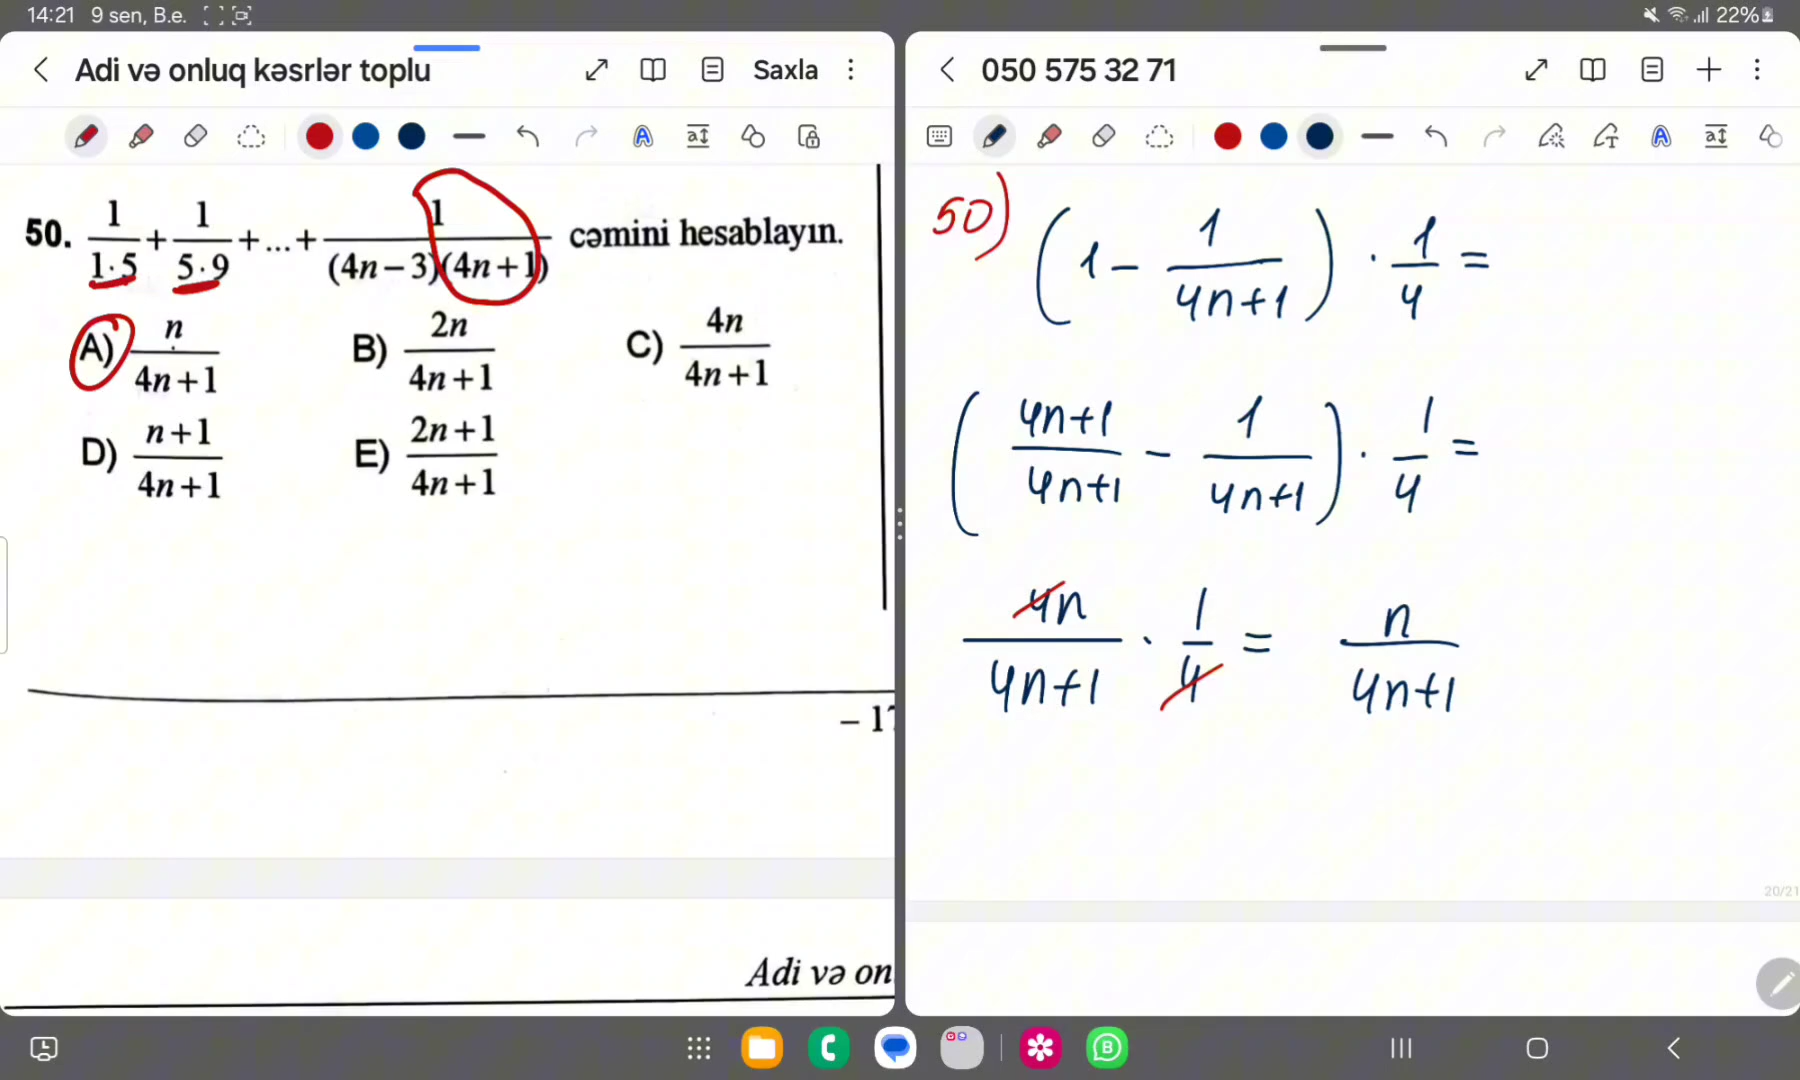 14:21 9 sen, B.e. 22%
Adi və onluq kəsrlər toplu Saxla
50. 1/(1·5) + 1/(5·9) + ... + 1/((4n−3)(4n+1)) cəmini hesablayın.
A) n/(4n+1) B) 2n/(4n+1) C) 4n/(4n+1)
D) (n+1)/(4n+1) E) (2n+1)/(4n+1)
– 1
Adi və on
050 575 32 71
50) (1 − 1/(4n+1)) · 1/4 =
((4n+1)/(4n+1) − 1/(4n+1)) · 1/4 =
4n/(4n+1) · 1/4 = n/(4n+1)
20/21